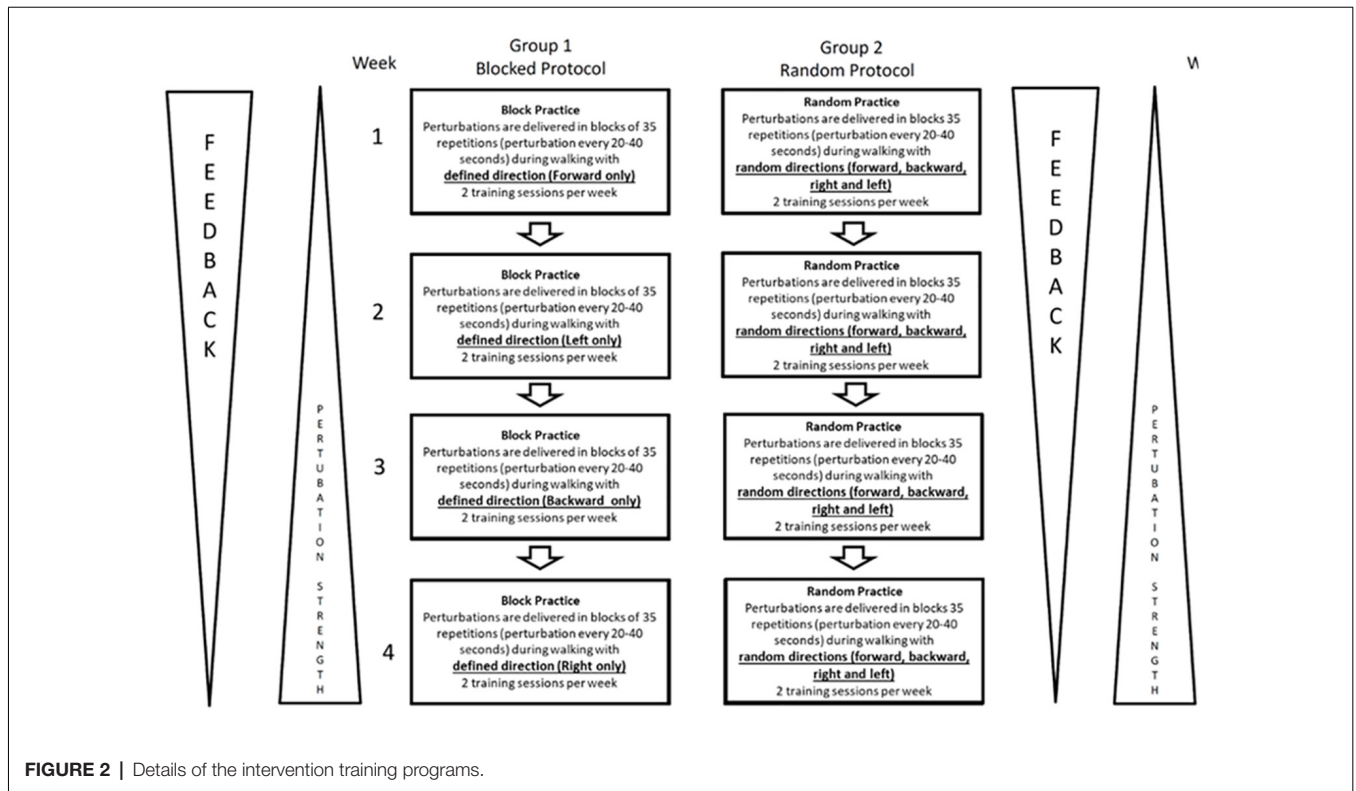 Week
Group 1
Blocked Protocol
Group 2
Random Protocol
W
FEEDBACK
PERTUBATION STRENGTH
1
Block Practice
Perturbations are delivered in blocks of 35
repetitions (perturbation every 20-40
seconds) during walking with
defined direction (Forward only)
2 training sessions per week
Random Practice
Perturbations are delivered in blocks 35
repetitions (perturbation every 20-40
seconds) during walking with
random directions (forward, backward,
right and left)
2 training sessions per week
2
Block Practice
Perturbations are delivered in blocks of 35
repetitions (perturbation every 20-40
seconds) during walking with
defined direction (Left only)
2 training sessions per week
Random Practice
Perturbations are delivered in blocks 35
repetitions (perturbation every 20-40
seconds) during walking with
random directions (forward, backward,
right and left)
2 training sessions per week
3
Block Practice
Perturbations are delivered in blocks of 35
repetitions (perturbation every 20-40
seconds) during walking with
defined direction (Backward only)
2 training sessions per week
Random Practice
Perturbations are delivered in blocks 35
repetitions (perturbation every 20-40
seconds) during walking with
random directions (forward, backward,
right and left)
2 training sessions per week
4
Block Practice
Perturbations are delivered in blocks of 35
repetitions (perturbation every 20-40
seconds) during walking with
defined direction (Right only)
2 training sessions per week
Random Practice
Perturbations are delivered in blocks 35
repetitions (perturbation every 20-40
seconds) during walking with
random directions (forward, backward,
right and left)
2 training sessions per week
FEEDBACK
PERTUBATION STRENGTH
FIGURE 2 | Details of the intervention training programs.